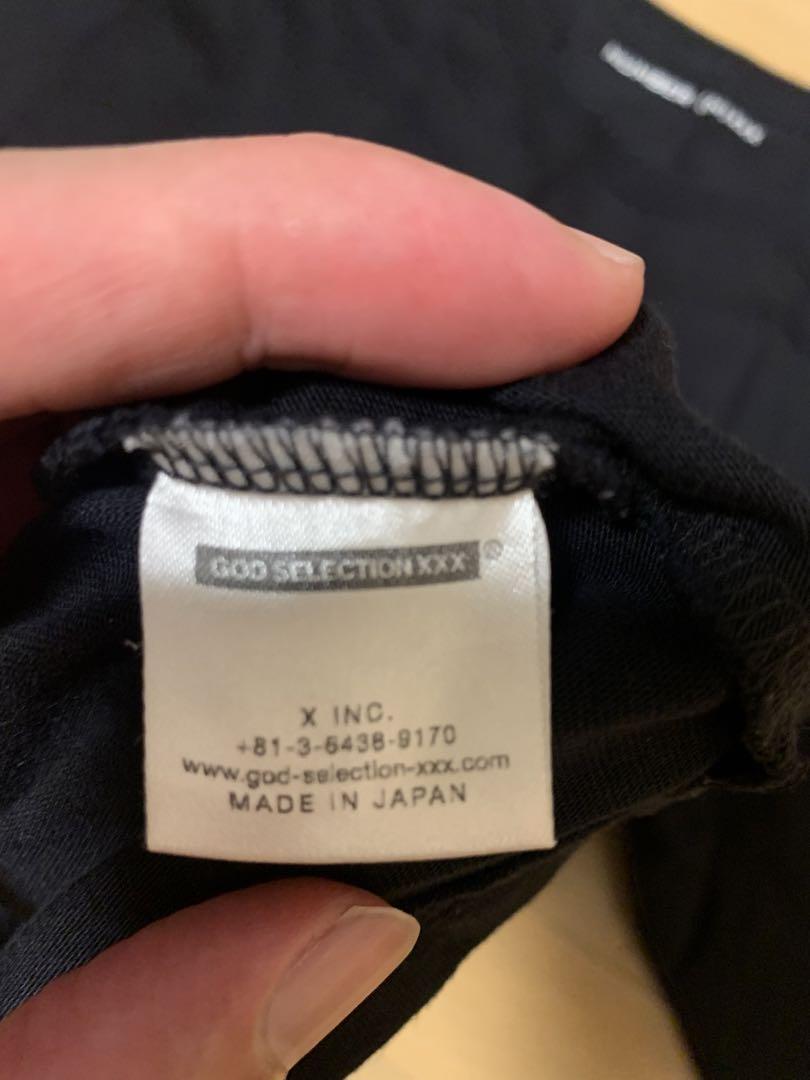 GOD SELECTION XXX®
X INC.
+81-3-6438-9170
www.god-selection-xxx.com
MADE IN JAPAN